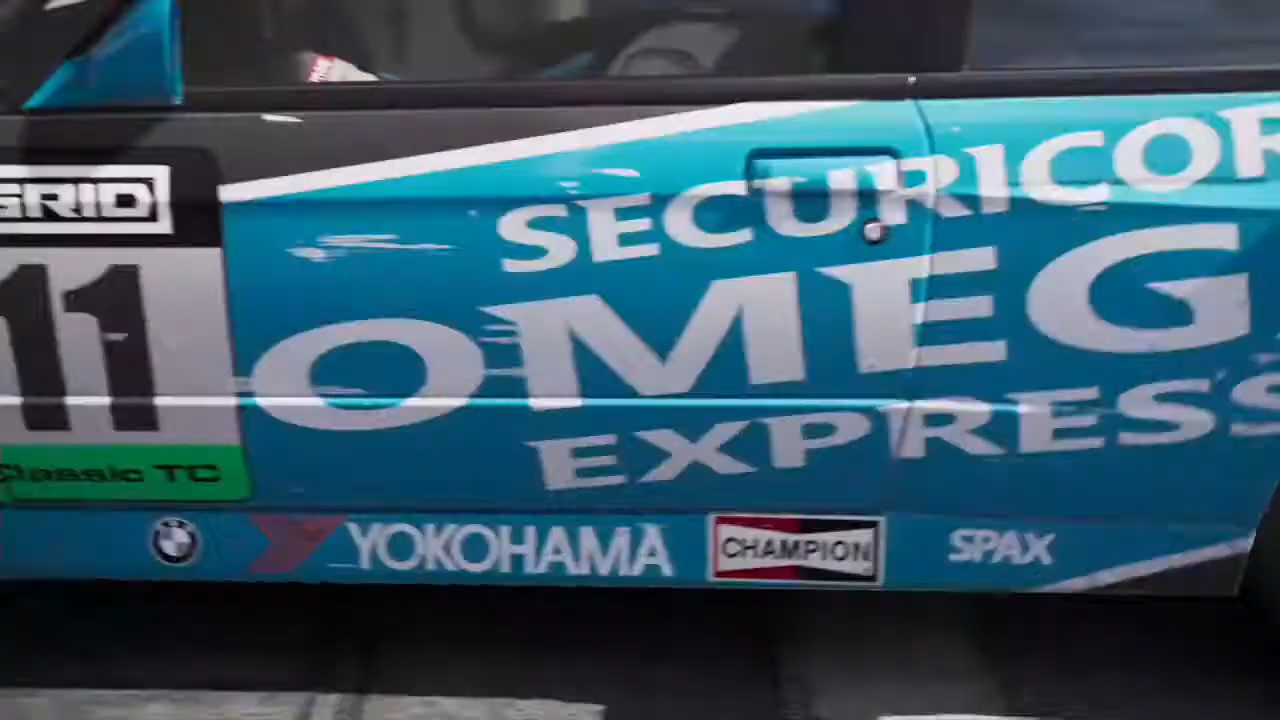 GRID
11
Classic TC
SECURICOR
OMEG
EXPRESS
YOKOHAMA
CHAMPION
SPAX